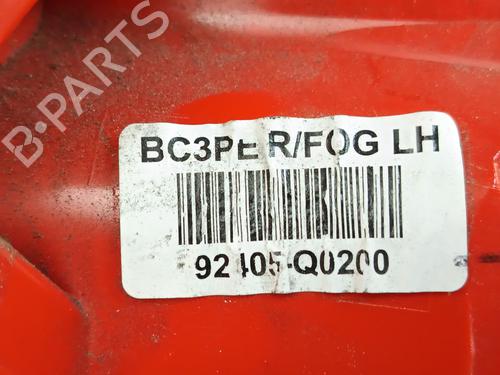 B-PARTS
BC3PE R/FOG LH
92405-Q0200